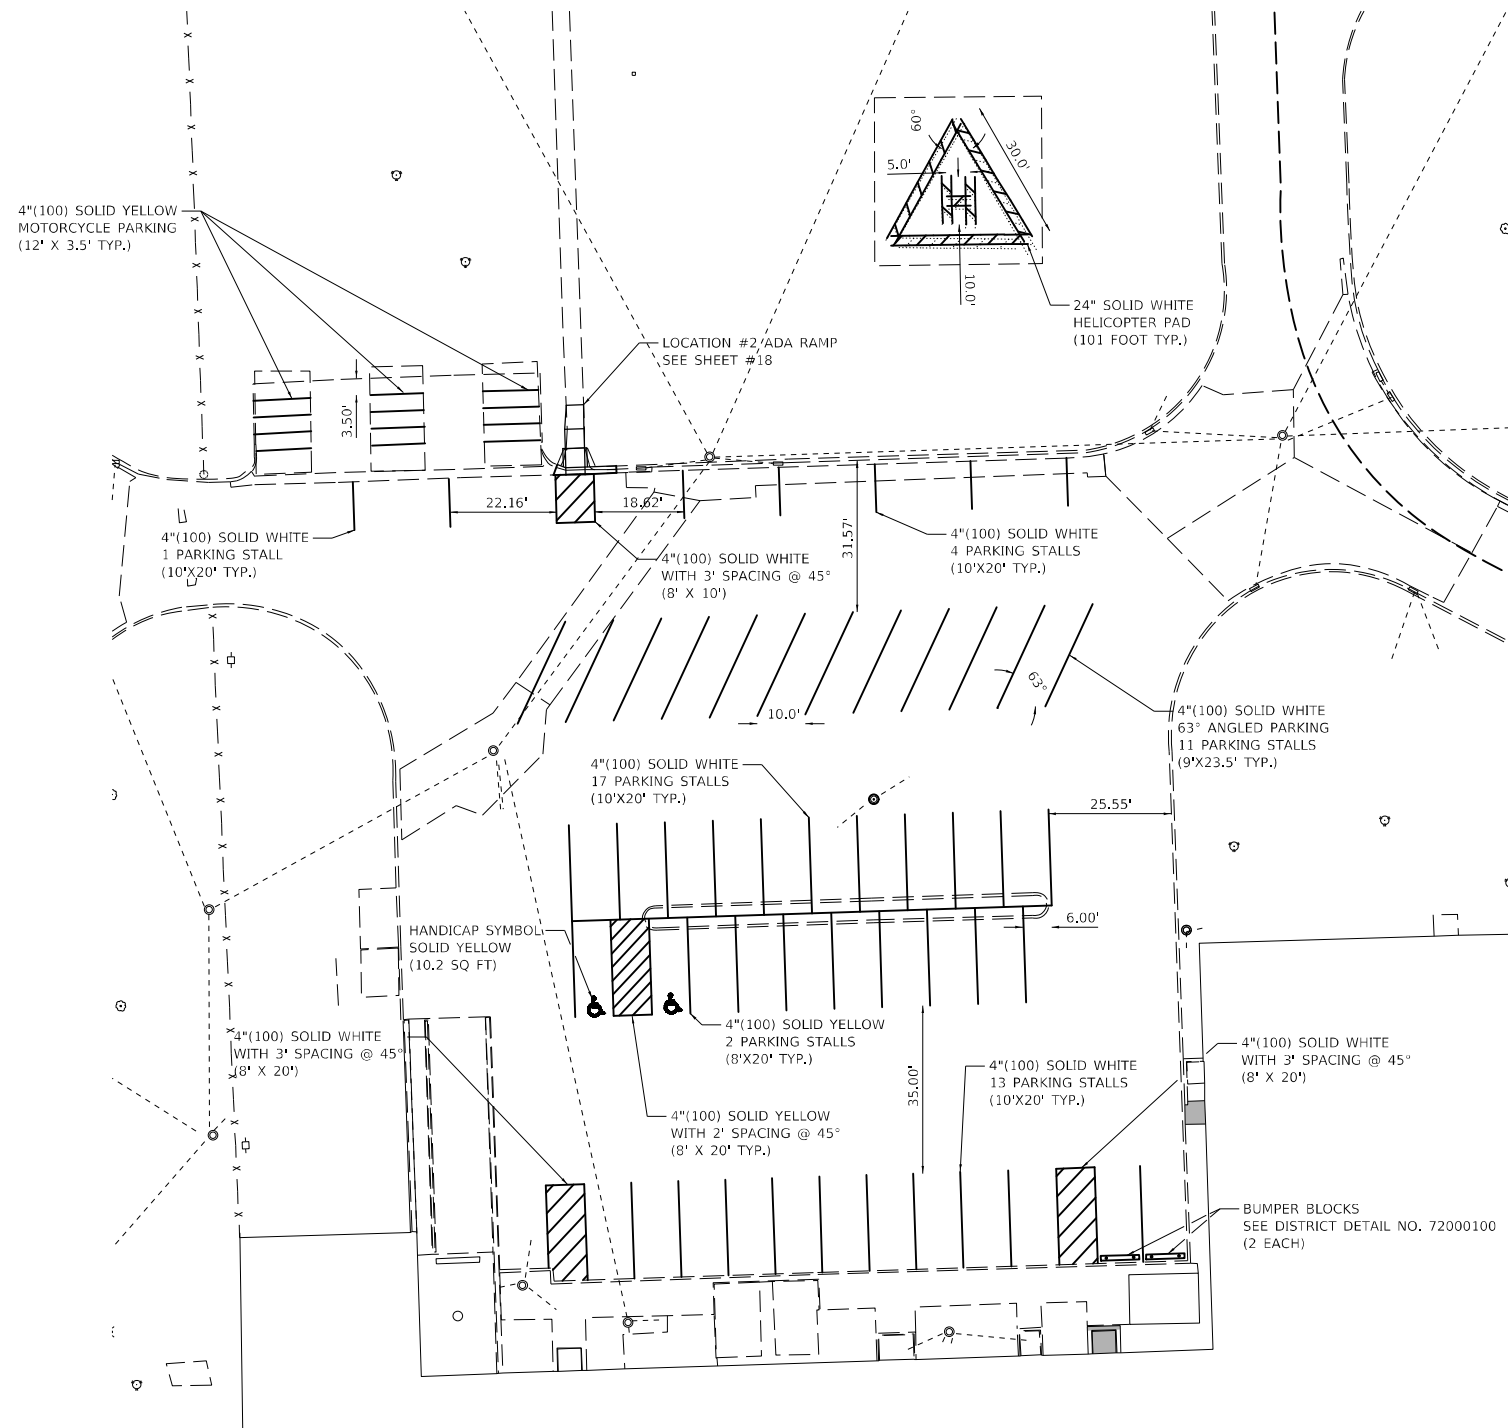 60°
5.0'
30.0'
10.0'
4"(100) SOLID YELLOW
MOTORCYCLE PARKING
(12' X 3.5' TYP.)
24" SOLID WHITE
HELICOPTER PAD
(101 FOOT TYP.)
LOCATION #2 ADA RAMP
SEE SHEET #18
3.50'
22.16'
18.62'
31.57'
4"(100) SOLID WHITE
1 PARKING STALL
(10'X20' TYP.)
4"(100) SOLID WHITE
WITH 3' SPACING @ 45°
(8' X 10')
4"(100) SOLID WHITE
4 PARKING STALLS
(10'X20' TYP.)
63°
10.0'
4"(100) SOLID WHITE
63° ANGLED PARKING
11 PARKING STALLS
(9'X23.5' TYP.)
4"(100) SOLID WHITE
17 PARKING STALLS
(10'X20' TYP.)
25.55'
6.00'
HANDICAP SYMBOL
SOLID YELLOW
(10.2 SQ FT)
4"(100) SOLID WHITE
WITH 3' SPACING @ 45°
(8' X 20')
4"(100) SOLID YELLOW
2 PARKING STALLS
(8'X20' TYP.)
35.00'
4"(100) SOLID WHITE
13 PARKING STALLS
(10'X20' TYP.)
4"(100) SOLID WHITE
WITH 3' SPACING @ 45°
(8' X 20')
4"(100) SOLID YELLOW
WITH 2' SPACING @ 45°
(8' X 20' TYP.)
BUMPER BLOCKS
SEE DISTRICT DETAIL NO. 72000100
(2 EACH)